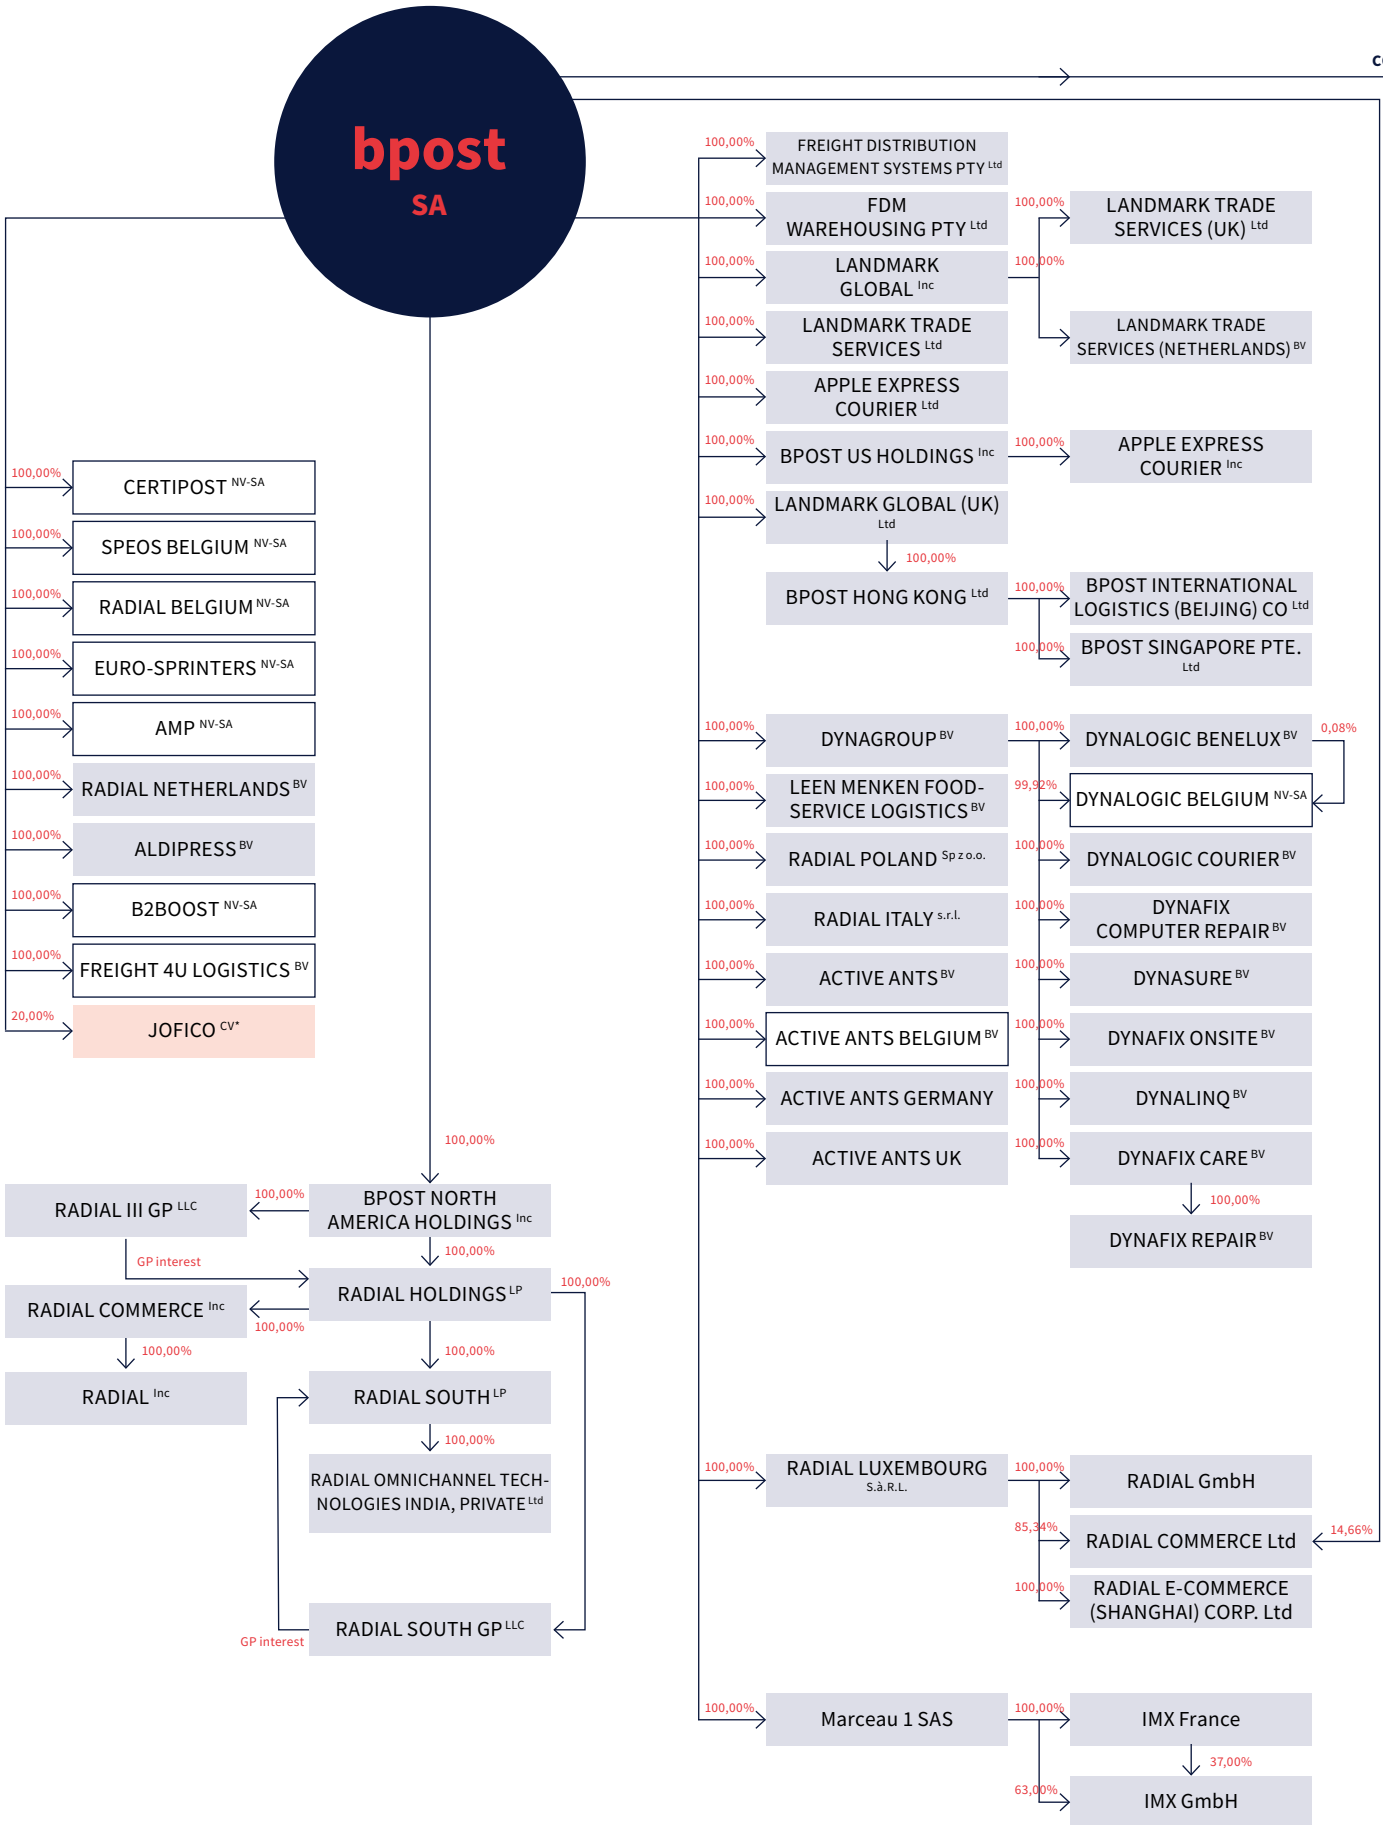 bpost
SA
c
100,00%
CERTIPOST NV-SA
100,00%
SPEOS BELGIUM NV-SA
100,00%
RADIAL BELGIUM NV-SA
100,00%
EURO-SPRINTERS NV-SA
100,00%
AMP NV-SA
100,00%
RADIAL NETHERLANDS BV
100,00%
ALDIPRESS BV
100,00%
B2BOOST NV-SA
100,00%
FREIGHT 4U LOGISTICS BV
20,00%
JOFICO CV*
100,00%
BPOST NORTH
AMERICA HOLDINGS Inc
100,00%
RADIAL III GP LLC
GP interest
100,00%
RADIAL HOLDINGS LP
100,00%
RADIAL COMMERCE Inc
100,00%
100,00%
RADIAL Inc
100,00%
RADIAL SOUTH LP
100,00%
RADIAL OMNICHANNEL TECH-
NOLOGIES INDIA, PRIVATE Ltd
RADIAL SOUTH GP LLC
GP interest
100,00%
FREIGHT DISTRIBUTION
MANAGEMENT SYSTEMS PTY Ltd
100,00%
FDM
WAREHOUSING PTY Ltd
100,00%
LANDMARK TRADE
SERVICES (UK) Ltd
100,00%
LANDMARK
GLOBAL Inc
100,00%
100,00%
LANDMARK TRADE
SERVICES Ltd
LANDMARK TRADE
SERVICES (NETHERLANDS) BV
100,00%
APPLE EXPRESS
COURIER Ltd
100,00%
BPOST US HOLDINGS Inc
100,00%
APPLE EXPRESS
COURIER Inc
100,00%
LANDMARK GLOBAL (UK)
Ltd
100,00%
BPOST HONG KONG Ltd
100,00%
BPOST INTERNATIONAL
LOGISTICS (BEIJING) CO Ltd
100,00%
BPOST SINGAPORE PTE.
Ltd
100,00%
DYNAGROUP BV
100,00%
DYNALOGIC BENELUX BV
0,08%
100,00%
LEEN MENKEN FOOD-
SERVICE LOGISTICS BV
99,92%
DYNALOGIC BELGIUM NV-SA
100,00%
RADIAL POLAND Sp z o.o.
100,00%
DYNALOGIC COURIER BV
100,00%
RADIAL ITALY s.r.l.
100,00%
DYNAFIX
COMPUTER REPAIR BV
100,00%
ACTIVE ANTS BV
100,00%
DYNASURE BV
100,00%
ACTIVE ANTS BELGIUM BV
100,00%
DYNAFIX ONSITE BV
100,00%
ACTIVE ANTS GERMANY
100,00%
DYNALINQ BV
100,00%
ACTIVE ANTS UK
100,00%
DYNAFIX CARE BV
100,00%
DYNAFIX REPAIR BV
100,00%
RADIAL LUXEMBOURG
S.à.R.L.
100,00%
RADIAL GmbH
85,34%
RADIAL COMMERCE Ltd
14,66%
100,00%
RADIAL E-COMMERCE
(SHANGHAI) CORP. Ltd
100,00%
Marceau 1 SAS
100,00%
IMX France
37,00%
63,00%
IMX GmbH